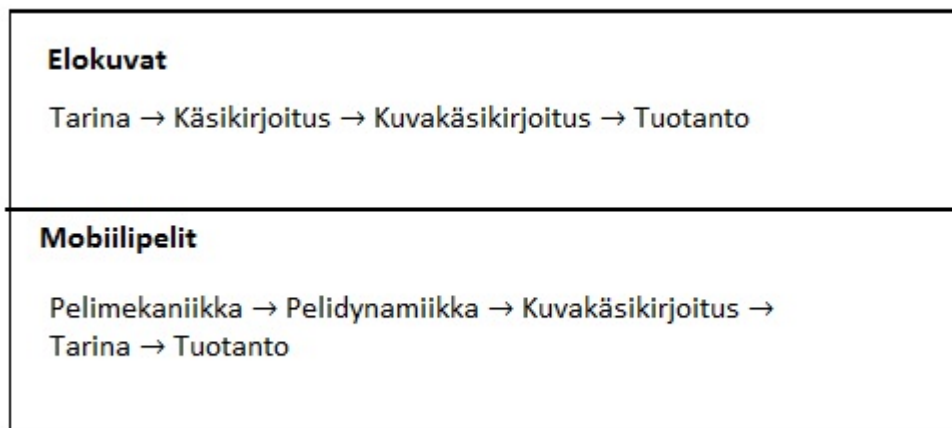 Elokuvat
Tarina → Käsikirjoitus → Kuvakäsikirjoitus → Tuotanto
Mobiilipelit
Pelimekaniikka → Pelidynamiikka → Kuvakäsikirjoitus →
Tarina → Tuotanto